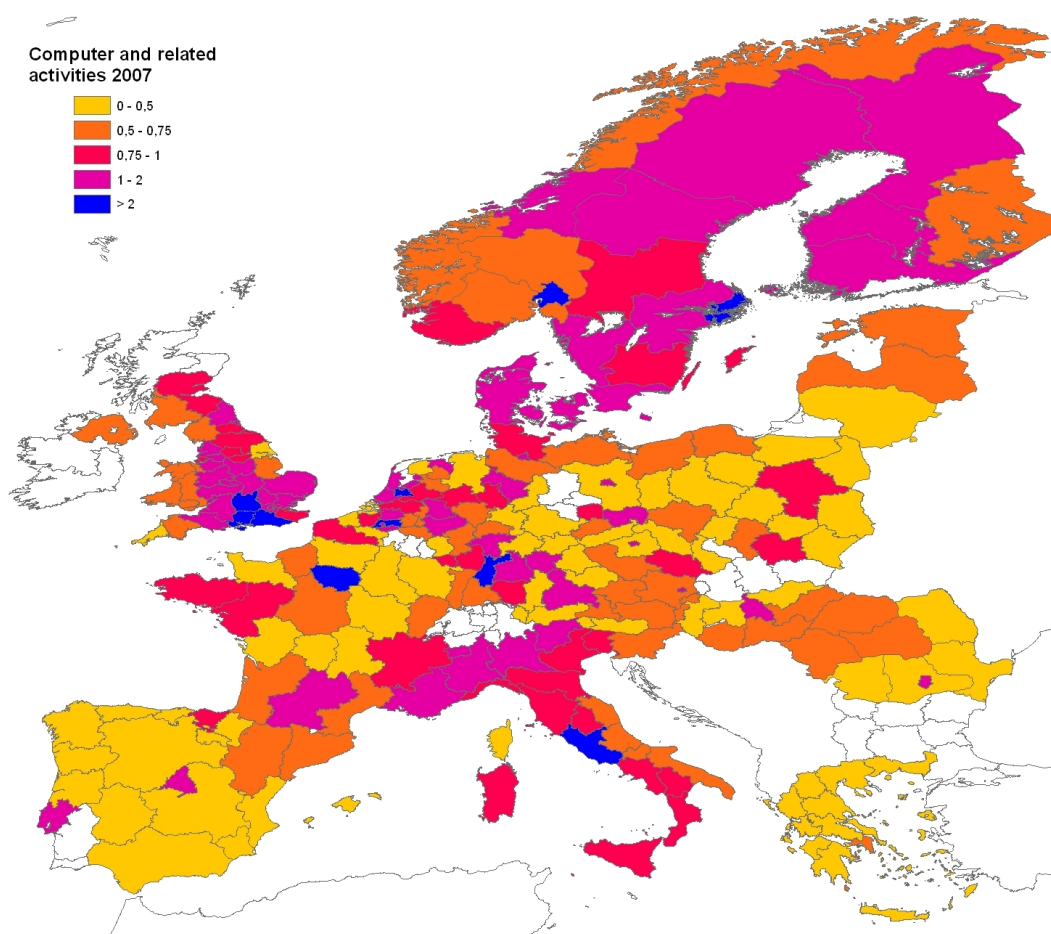 Computer and related
activities 2007
0 - 0,5
0,5 - 0,75
0,75 - 1
1 - 2
> 2